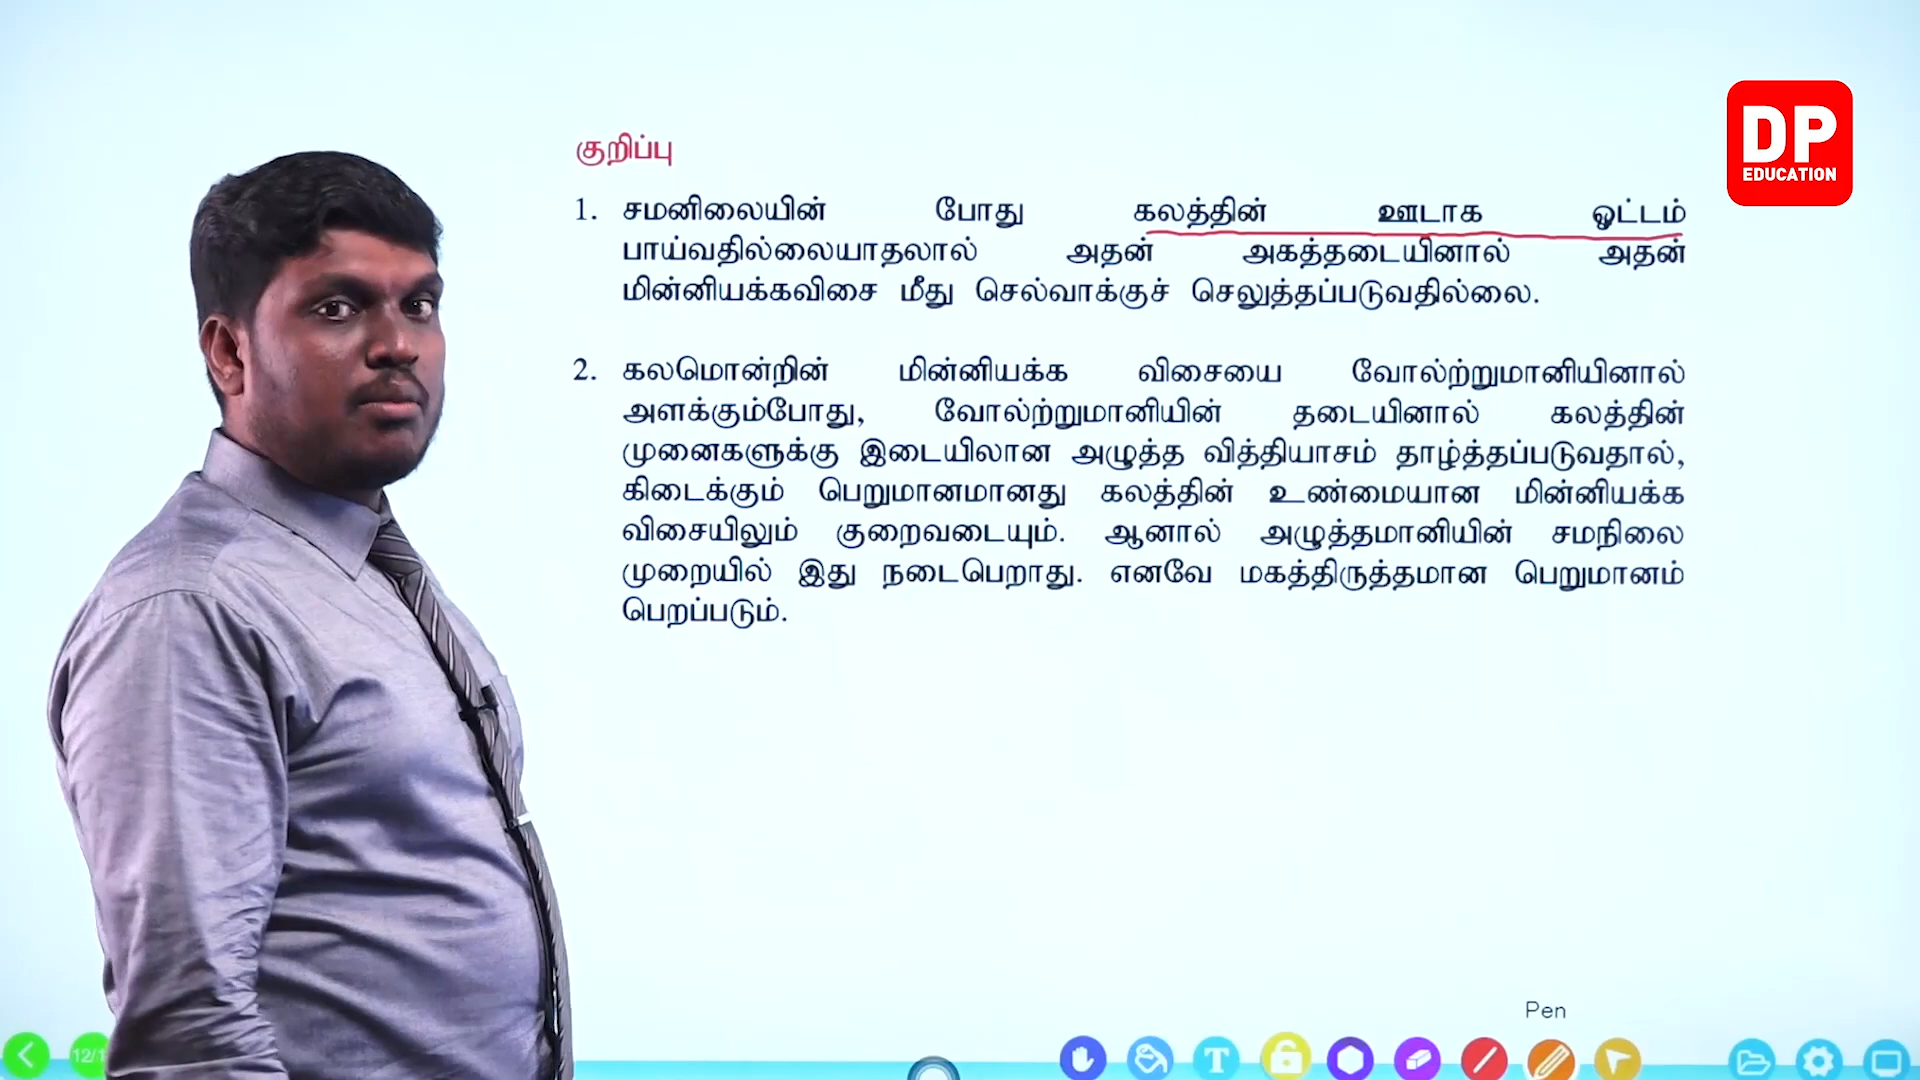 DP
EDUCATION
குறிப்பு
1. சமனிலையின் போது கலத்தின் ஊடாக ஓட்டம்
பாய்வதில்லையாதலால் அதன் அகத்தடையினால் அதன்
மின்னியக்கவிசை மீது செல்வாக்குச் செலுத்தப்படுவதில்லை.
2. கலமொன்றின் மின்னியக்க விசையை வோல்ற்றுமானியினால்
அளக்கும்போது, வோல்ற்றுமானியின் தடையினால் கலத்தின்
முனைகளுக்கு இடையிலான அழுத்த வித்தியாசம் தாழ்த்தப்படுவதால்,
கிடைக்கும் பெறுமானமானது கலத்தின் உண்மையான மின்னியக்க
விசையிலும் குறைவடையும். ஆனால் அழுத்தமானியின் சமநிலை
முறையில் இது நடைபெறாது. எனவே மகத்திருத்தமான பெறுமானம்
பெறப்படும்.
Pen
T